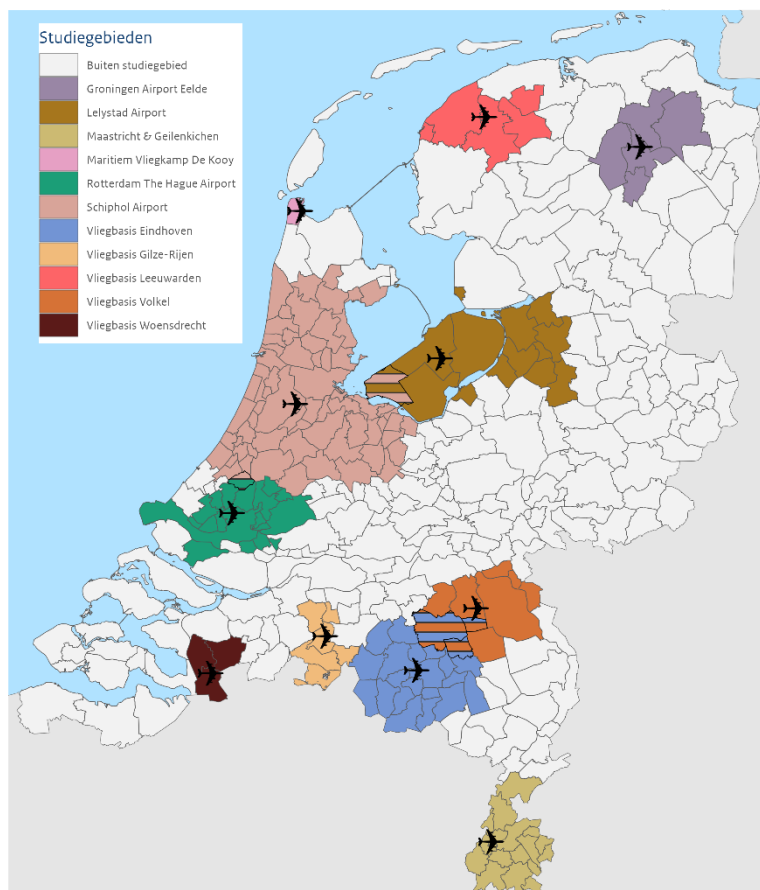 Studiegebieden
Buiten studiegebied
Groningen Airport Eelde
Lelystad Airport
Maastricht & Geilenkichen
Maritiem Vliegkamp De Kooy
Rotterdam The Hague Airport
Schiphol Airport
Vliegbasis Eindhoven
Vliegbasis Gilze-Rijen
Vliegbasis Leeuwarden
Vliegbasis Volkel
Vliegbasis Woensdrecht